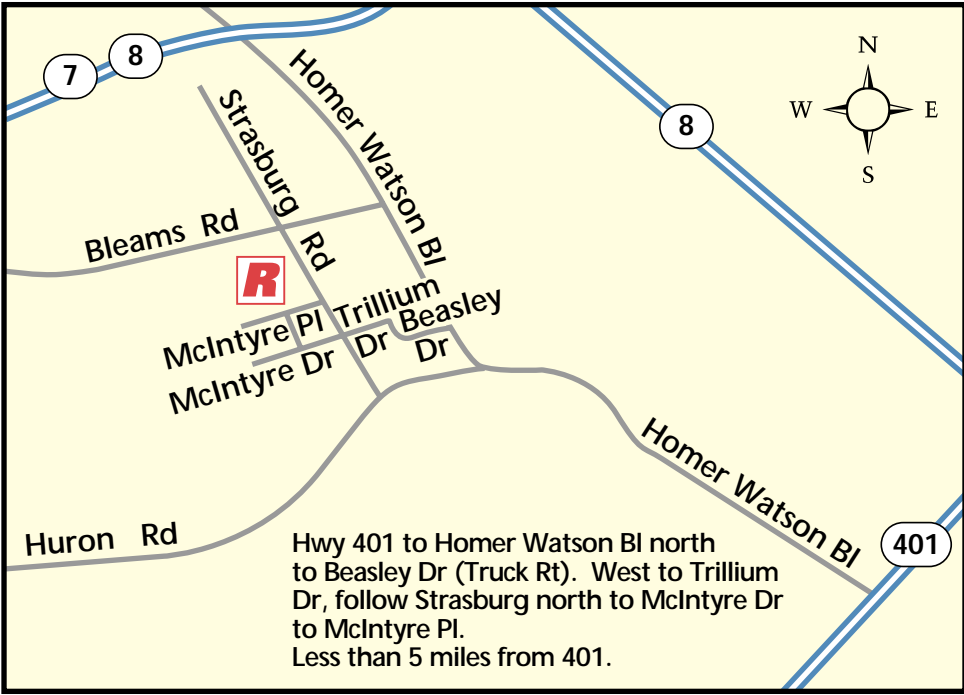 7
8
8
N
W
E
S
Homer Watson Bl
Strasburg Rd
Bleams Rd
R
McIntyre Pl
Trillium Dr
Beasley Dr
McIntyre Dr
Homer Watson Bl
401
Huron Rd
Hwy 401 to Homer Watson Bl north
to Beasley Dr (Truck Rt). West to Trillium
Dr, follow Strasburg north to McIntyre Dr
to McIntyre Pl.
Less than 5 miles from 401.